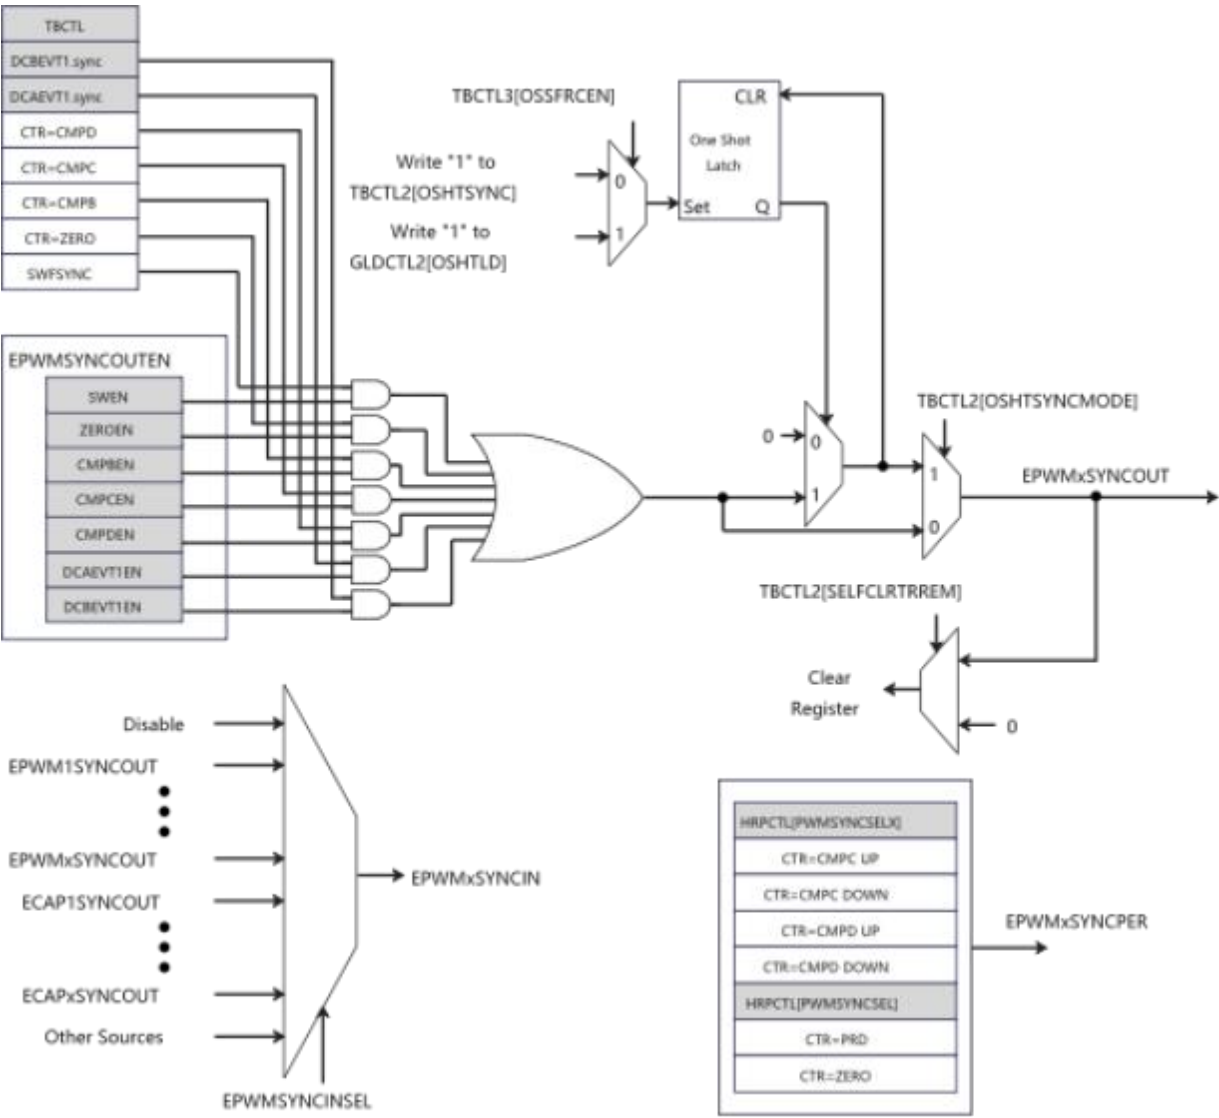 TBCTL
DCBEVT1.sync
DCAEVT1.sync
CTR=CMPD
CTR=CMPC
CTR=CMPB
CTR=ZERO
SWFSYNC
EPWMSYNCOUTEN
SWEN
ZEROEN
CMPBEN
CMPCEN
CMPDEN
DCAEVT1EN
DCBEVT1EN
TBCTL3[OSSFRCEN]
Write "1" to
TBCTL2[OSHTSYNC]
Write "1" to
GLDCTL2[OSHTLD]
0
1
CLR
One Shot
Latch
Set
Q
0
0
1
TBCTL2[OSHTSYNCMODE]
1
0
EPWMxSYNCOUT
TBCTL2[SELFCLRTRREM]
Clear
Register
0
Disable
EPWM1SYNCOUT
EPWMxSYNCOUT
ECAP1SYNCOUT
ECAPxSYNCOUT
Other Sources
EPWMxSYNCIN
EPWMSYNCINSEL
HRPCTL[PWMSYNCSELX]
CTR=CMPC UP
CTR=CMPC DOWN
CTR=CMPD UP
CTR=CMPD DOWN
HRPCTL[PWMSYNCSEL]
CTR=PRD
CTR=ZERO
EPWMxSYNCPER